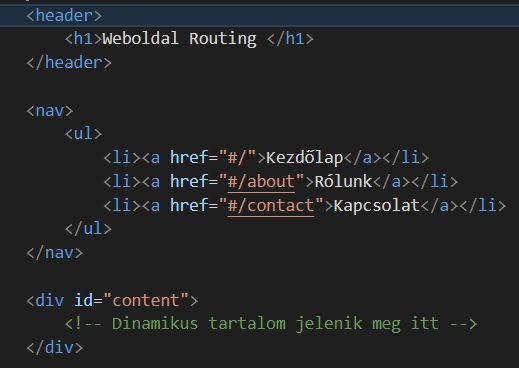 <header>
    <h1>Weboldal Routing </h1>
</header>

<nav>
    <ul>
        <li><a href="#/">Kezdőlap</a></li>
        <li><a href="#/about">Rólunk</a></li>
        <li><a href="#/contact">Kapcsolat</a></li>
    </ul>
</nav>

<div id="content">
    <!-- Dinamikus tartalom jelenik meg itt -->
</div>